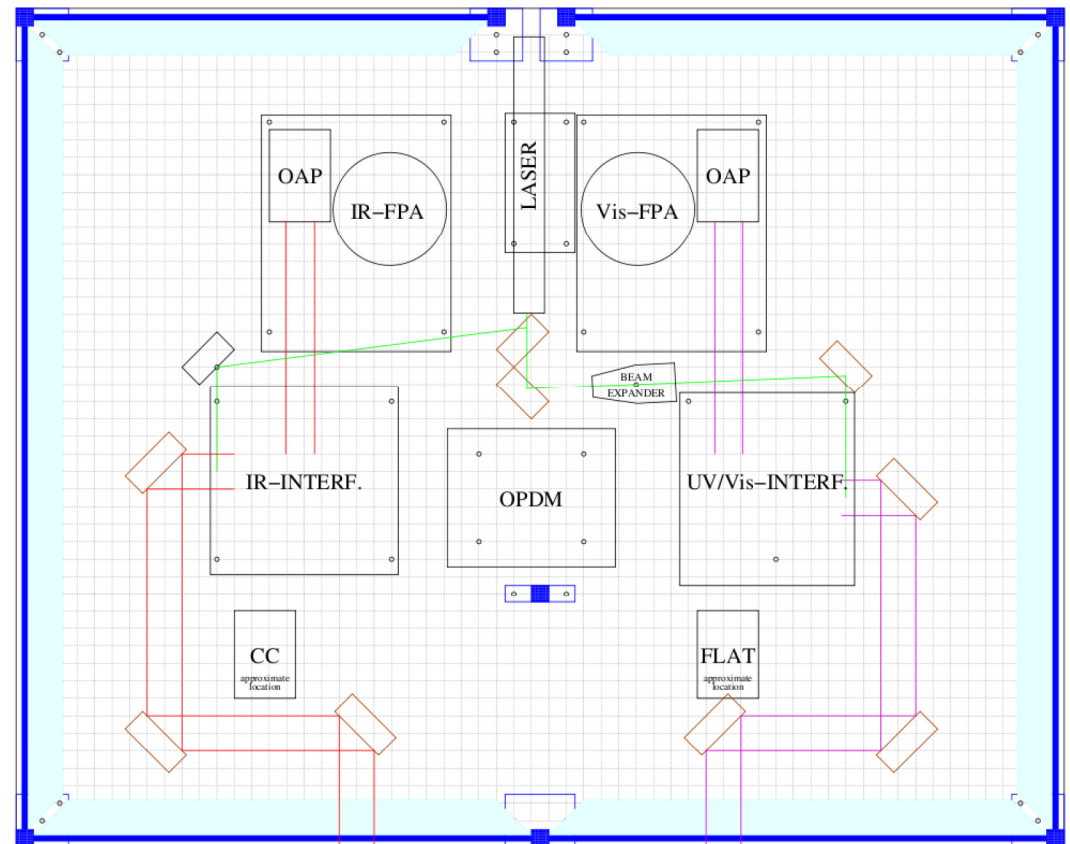 OAP
IR–FPA
LASER
Vis–FPA
OAP
BEAM
EXPANDER
IR–INTERF.
OPDM
UV/Vis–INTERF.
CC
approximate
location
FLAT
approximate
location